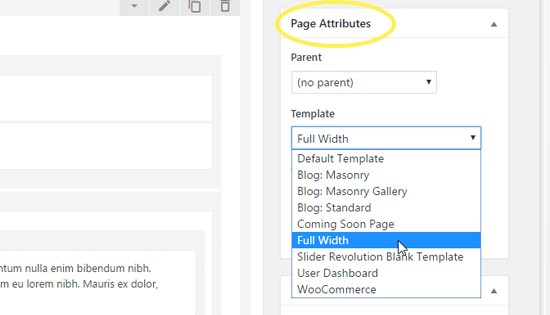 Page Attributes
Parent
(no parent)
Template
Full Width
Default Template
Blog: Masonry
Blog: Masonry Gallery
Blog: Standard
Coming Soon Page
Full Width
Slider Revolution Blank Template
User Dashboard
WooCommerce
ntum nulla enim bibendum nibh.
m eu lorem nibh. Mauris ex dolor,